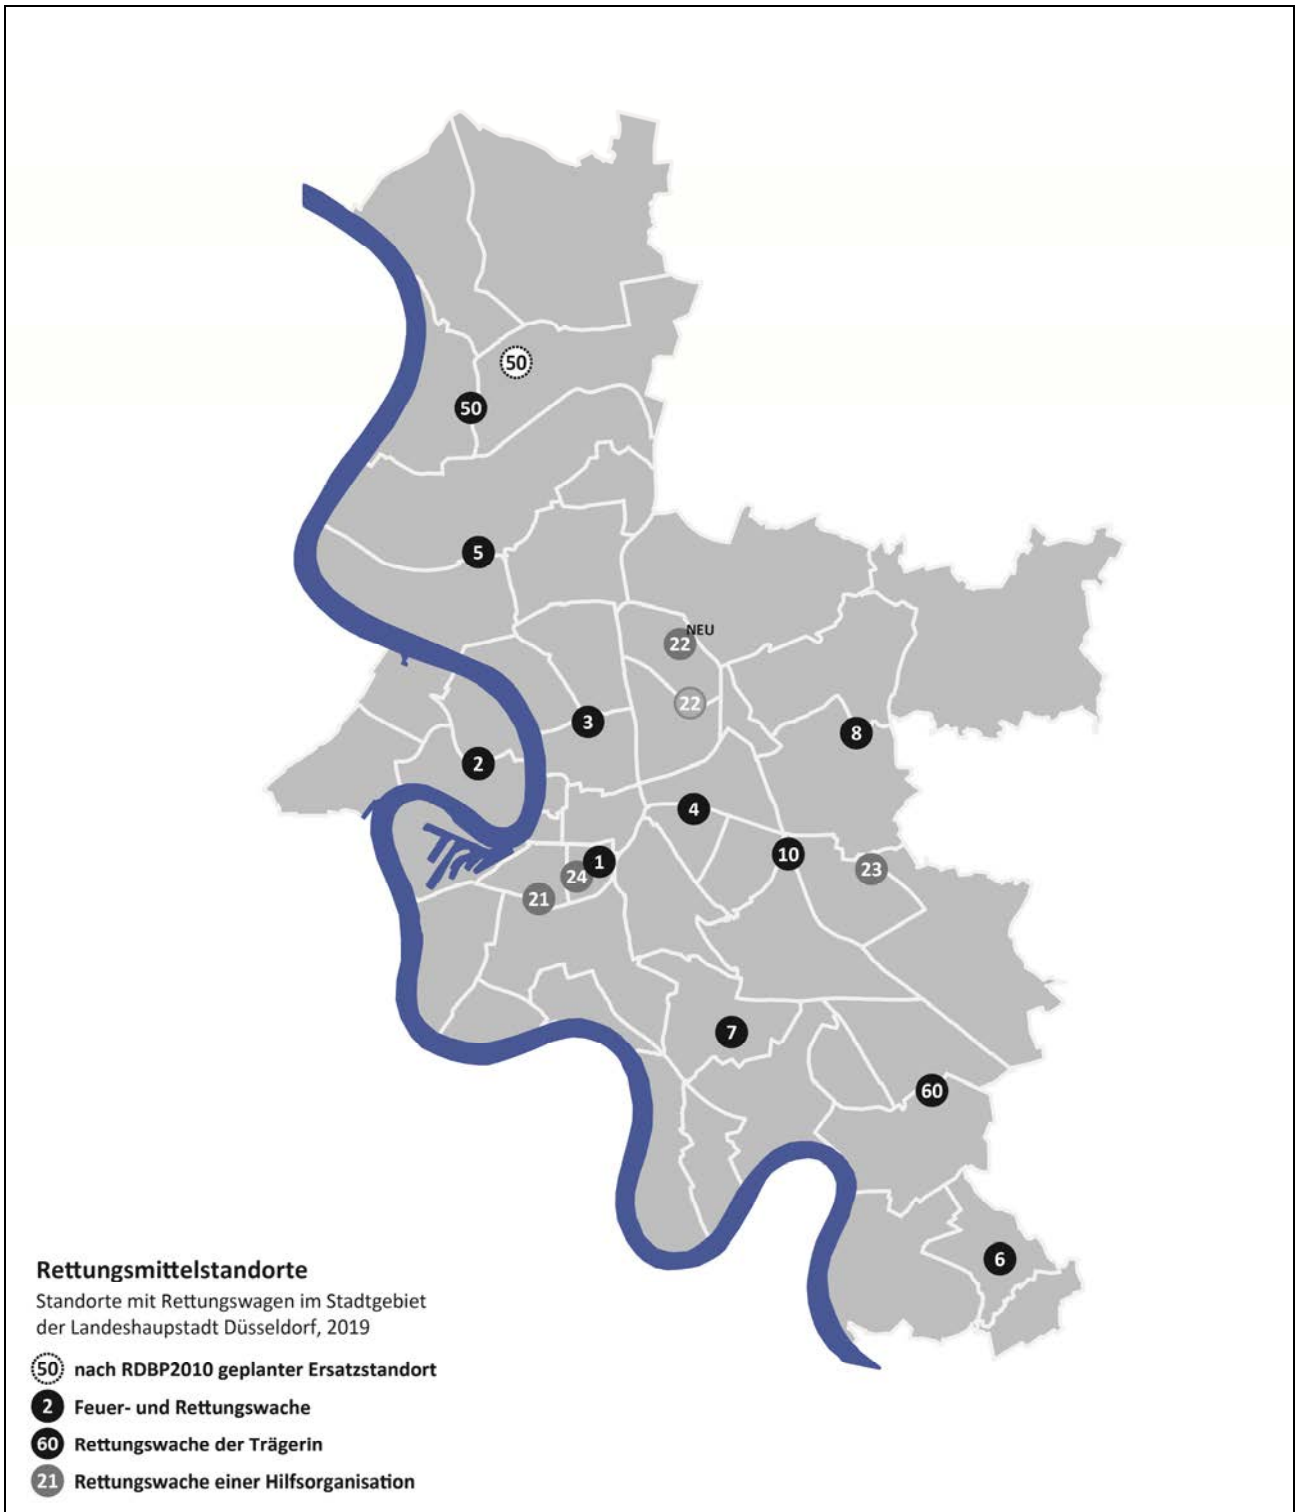 50
50
5
NEU
22
22
3
8
2
4
10
1
23
24
21
7
60
6
Rettungsmittelstandorte
Standorte mit Rettungswagen im Stadtgebiet
der Landeshaupstadt Düsseldorf, 2019
50 nach RDBP2010 geplanter Ersatzstandort
2 Feuer- und Rettungswache
60 Rettungswache der Trägerin
21 Rettungswache einer Hilfsorganisation